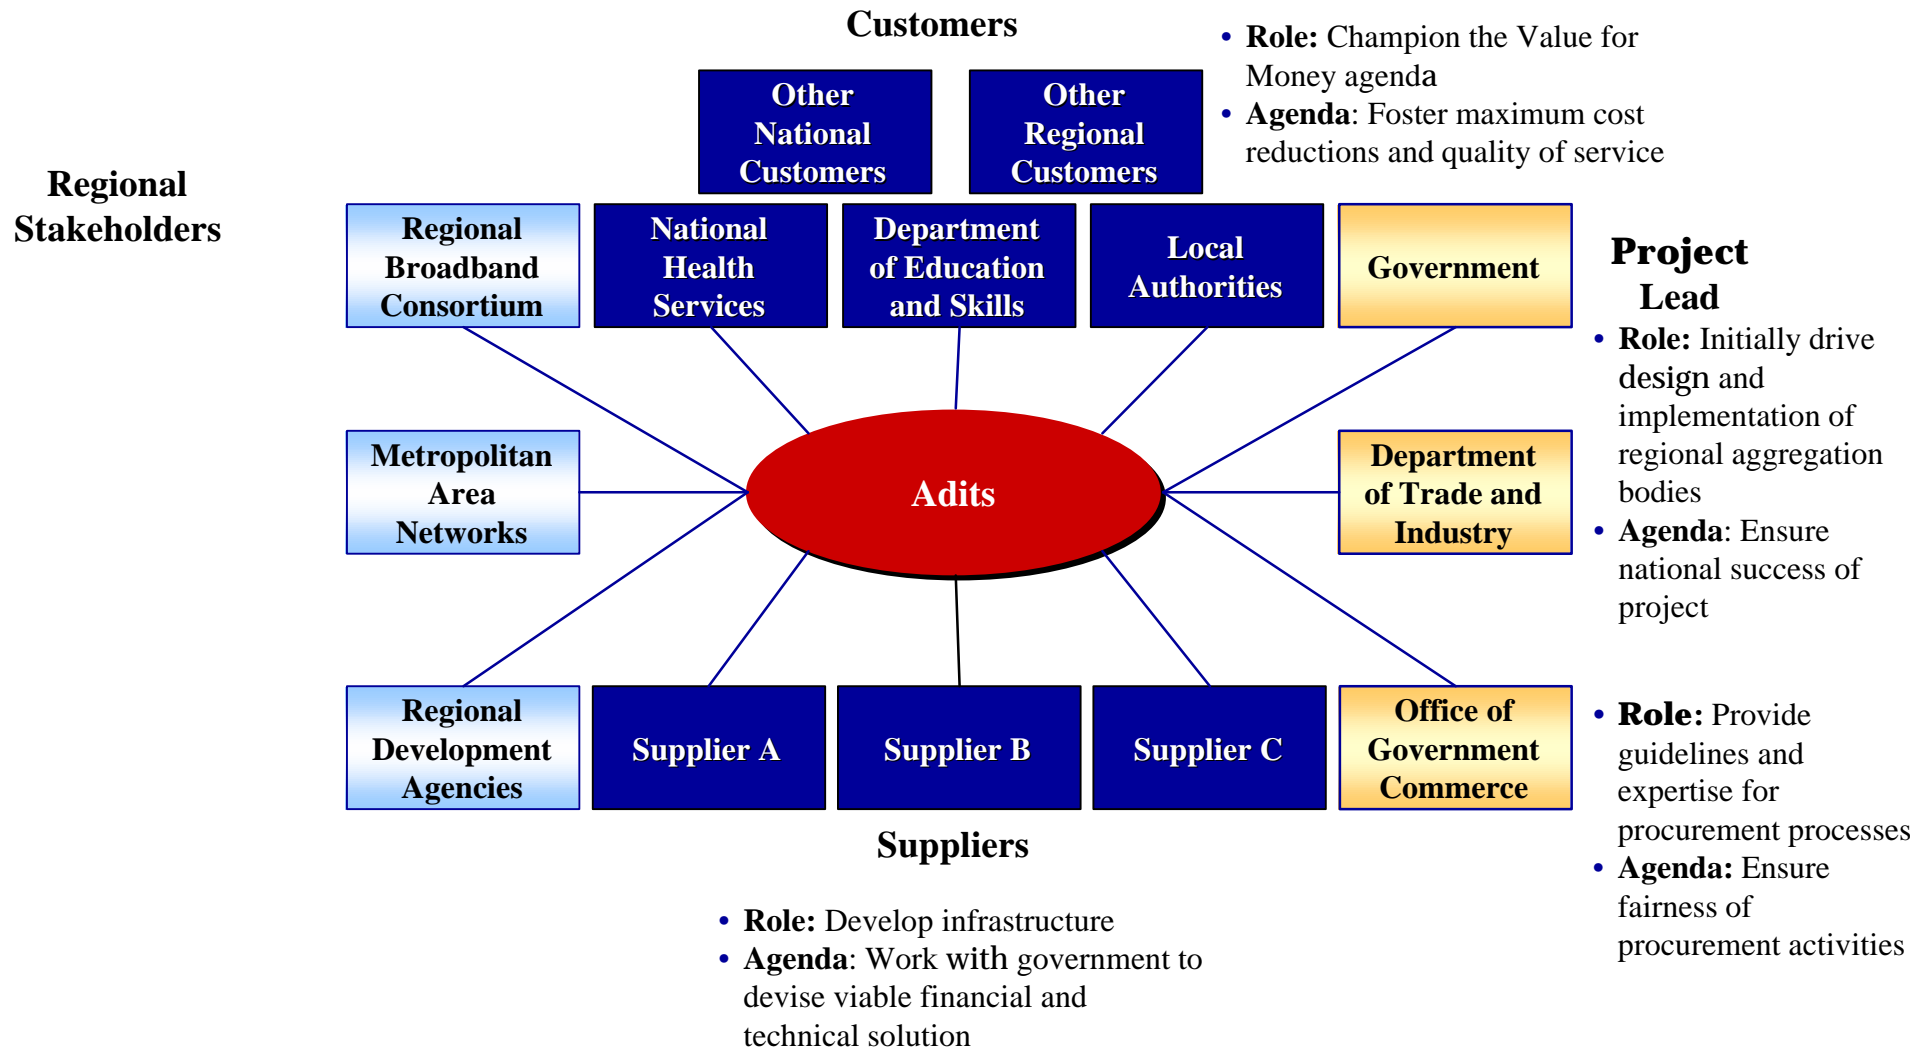 Customers
• Role: Champion the Value for
Money agenda
• Agenda: Foster maximum cost
reductions and quality of service
Other
National
Customers
Other
Regional
Customers
Regional
Stakeholders
Regional
Broadband
Consortium
National
Health
Services
Department
of Education
and Skills
Local
Authorities
Government
Project
Lead
• Role: Initially drive
design and
implementation of
regional aggregation
bodies
• Agenda: Ensure
national success of
project
Metropolitan
Area
Networks
Adits
Department
of Trade and
Industry
Regional
Development
Agencies
Supplier A
Supplier B
Supplier C
Office of
Government
Commerce
• Role: Provide
guidelines and
expertise for
procurement processes
• Agenda: Ensure
fairness of
procurement activities
Suppliers
• Role: Develop infrastructure
• Agenda: Work with government to
devise viable financial and
technical solution